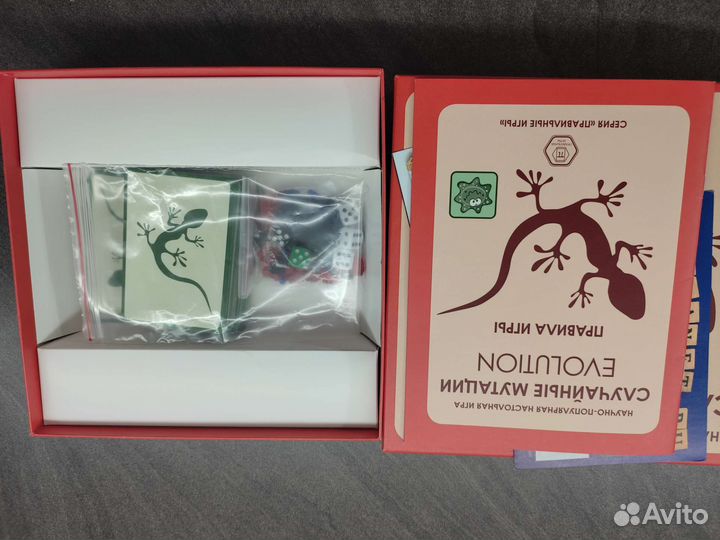 НАУЧНО-ПОПУЛЯРНАЯ НАСТОЛЬНАЯ ИГРА
СЛУЧАЙНЫЕ МУТАЦИИ
EVOLUTION
ПРАВИЛА ИГРЫ
СЕРИЯ «ПРАВИЛЬНЫЕ ИГРЫ»
Avito